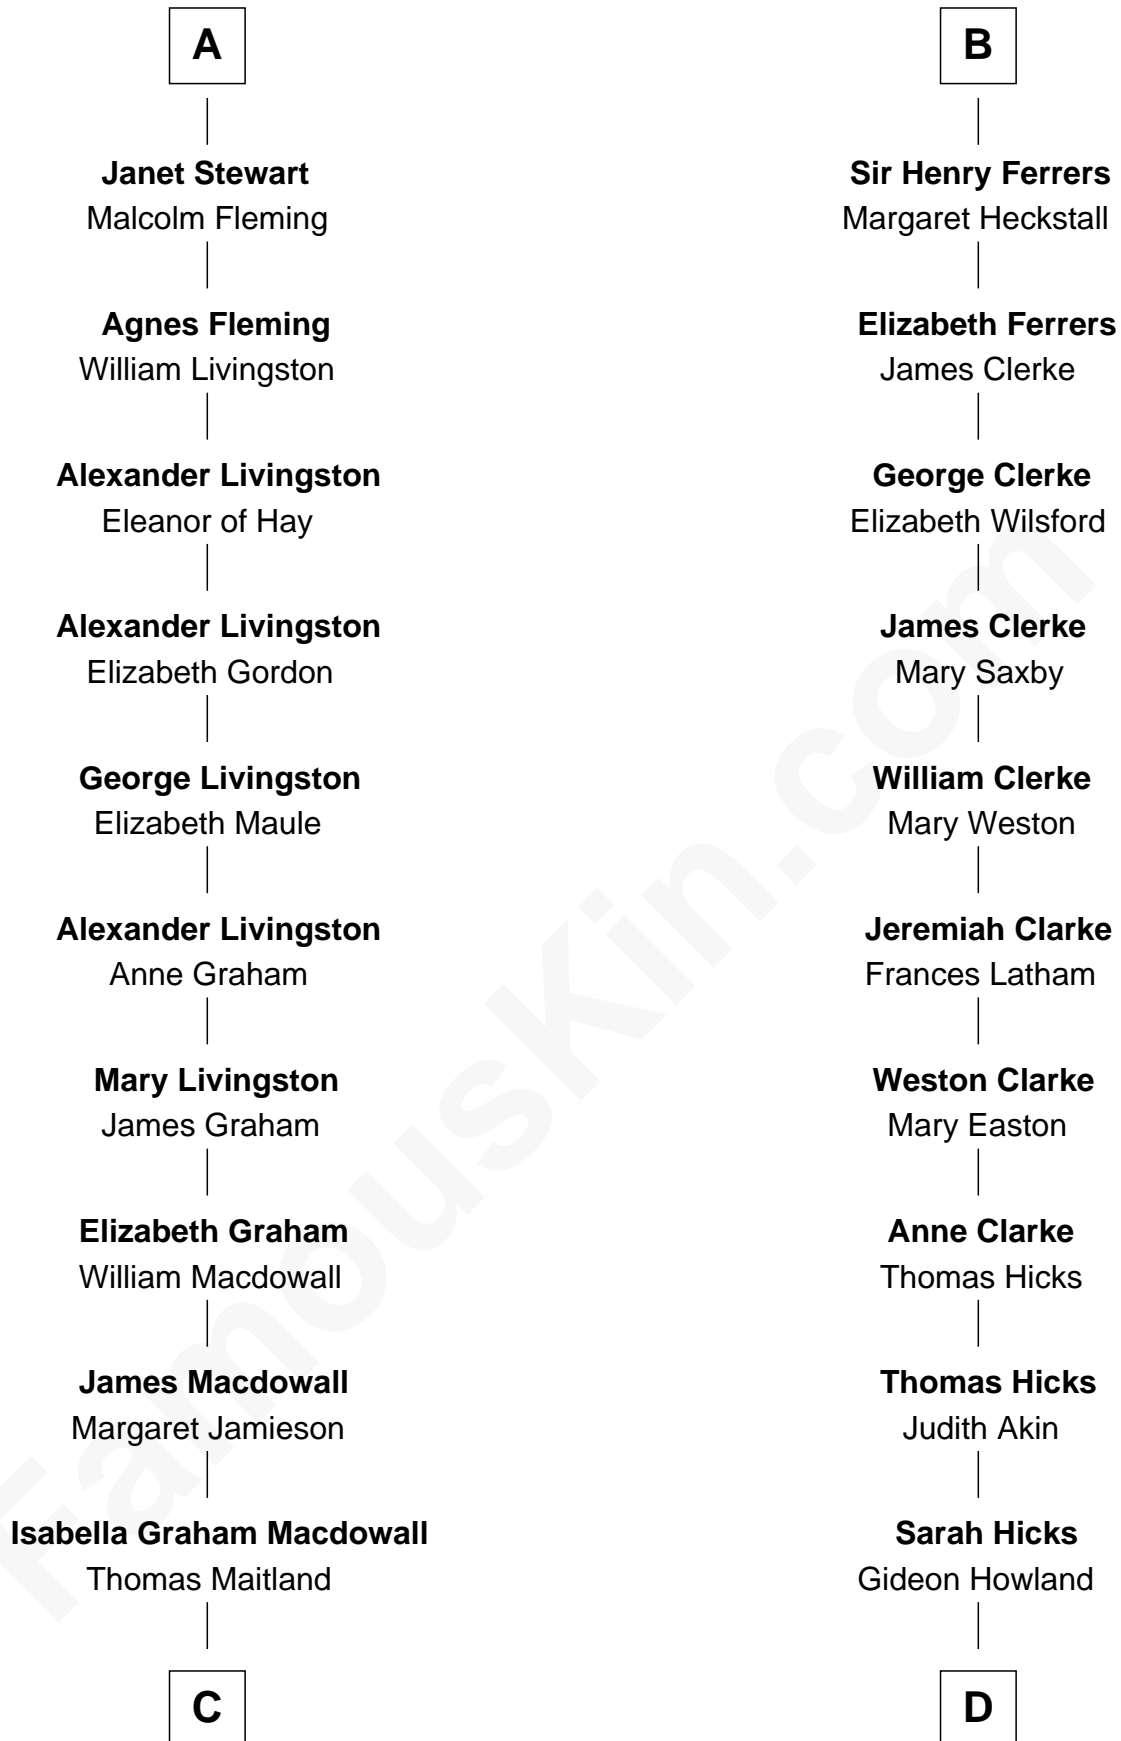 A
Janet Stewart
Malcolm Fleming
Agnes Fleming
William Livingston
Alexander Livingston
Eleanor of Hay
Alexander Livingston
Elizabeth Gordon
George Livingston
Elizabeth Maule
Alexander Livingston
Anne Graham
Mary Livingston
James Graham
Elizabeth Graham
William Macdowall
James Macdowall
Margaret Jamieson
Isabella Graham Macdowall
Thomas Maitland
C
B
Sir Henry Ferrers
Margaret Heckstall
Elizabeth Ferrers
James Clerke
George Clerke
Elizabeth Wilsford
James Clerke
Mary Saxby
William Clerke
Mary Weston
Jeremiah Clarke
Frances Latham
Weston Clarke
Mary Easton
Anne Clarke
Thomas Hicks
Thomas Hicks
Judith Akin
Sarah Hicks
Gideon Howland
D
FamousKin.com